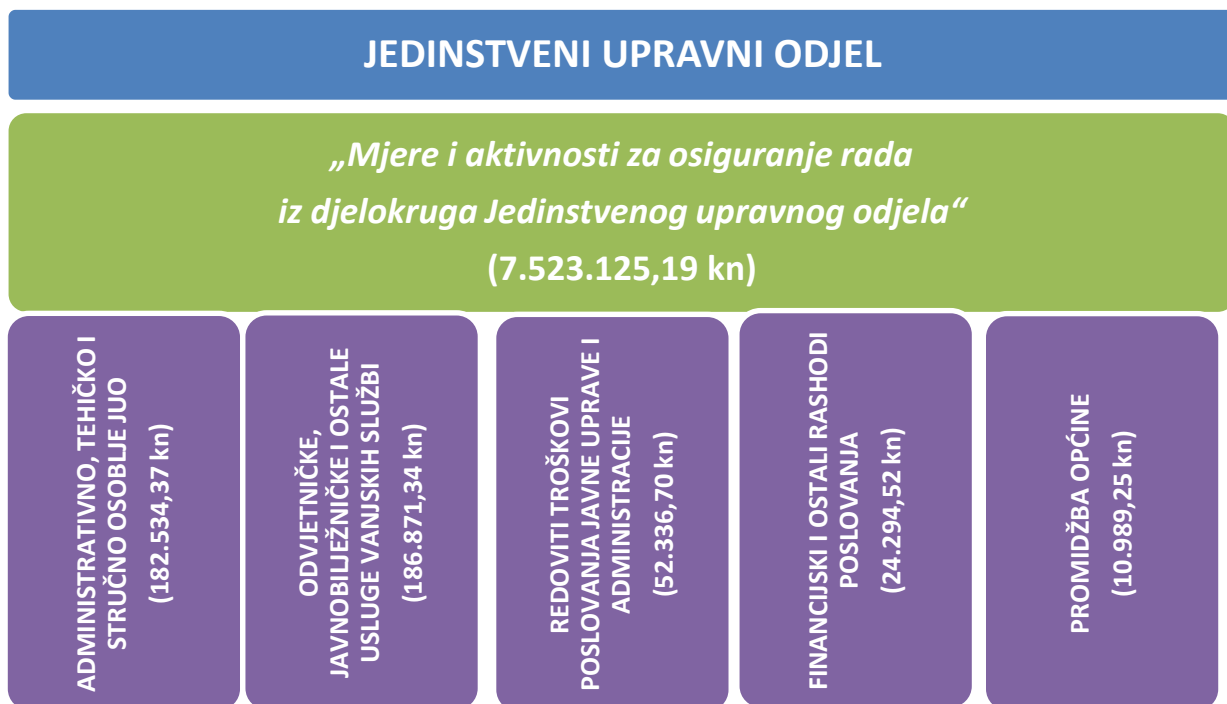 JEDINSTVENI UPRAVNI ODJEL
„Mjere i aktivnosti za osiguranje rada
iz djelokruga Jedinstvenog upravnog odjela“
(7.523.125,19 kn)
ADMINISTRATIVNO, TEHIČKO I
STRUČNO OSOBLJE JUO
(182.534,37 kn)
ODVJETNIČKE,
JAVNOBILJEŽNIČKE I OSTALE
USLUGE VANJSKIH SLUŽBI
(186.871,34 kn)
REDOVITI TROŠKOVI
POSLOVANJA JAVNE UPRAVE I
ADMINISTRACIJE
(52.336,70 kn)
FINANCIJSKI I OSTALI RASHODI
POSLOVANJA
(24.294,52 kn)
PROMIDŽBA OPĆINE
(10.989,25 kn)